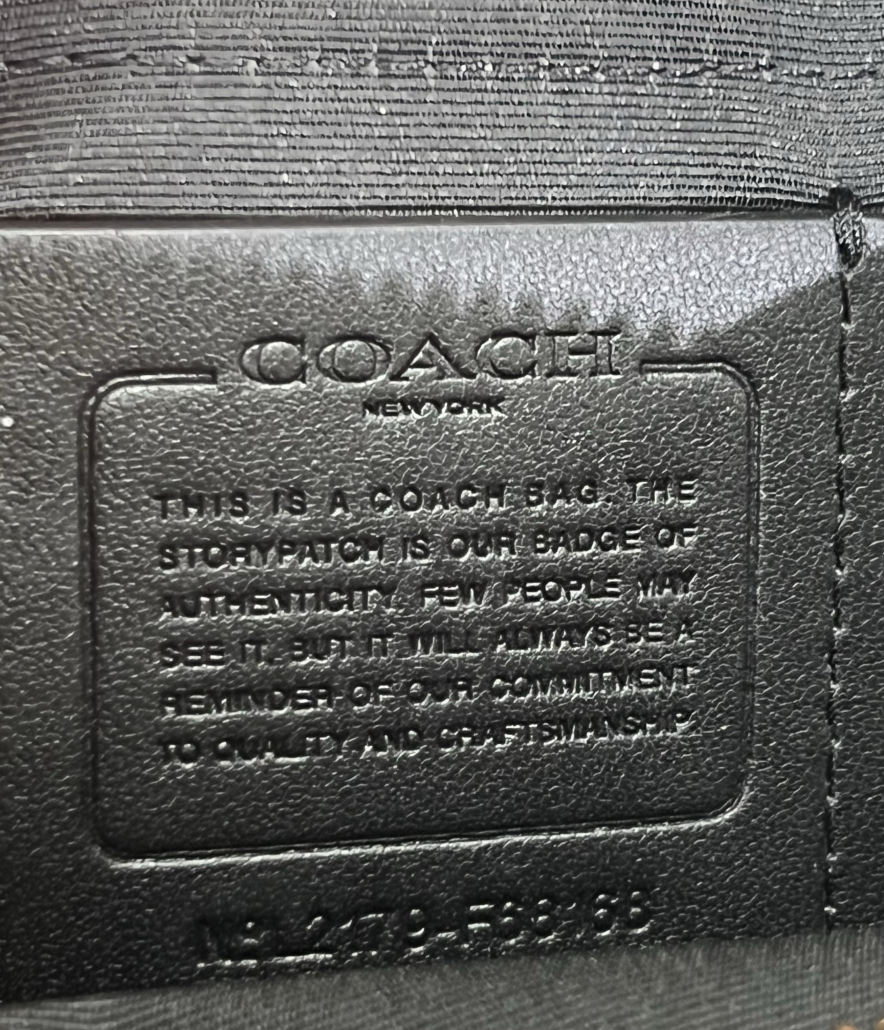 COACH
NEW YORK
THIS IS A COACH BAG. THE
STORYPATCH IS OUR BADGE OF
AUTHENTICITY. FEW PEOPLE MAY
SEE IT. BUT IT WILL ALWAYS BE A
REMINDER OF OUR COMMITMENT
TO QUALITY AND CRAFTSMANSHIP.